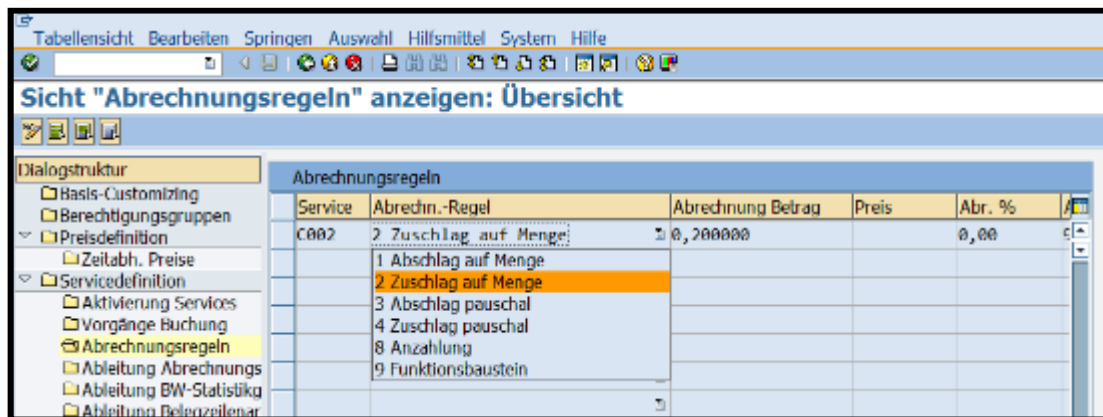 Tabellensicht Bearbeiten Springen Auswahl Hilfsmittel System Hilfe
Sicht "Abrechnungsregeln" anzeigen: Übersicht
Dialogstruktur
Basis-Customizing
Berechtigungsgruppen
Preisdefinition
Zeitabh. Preise
Servicedefinition
Aktivierung Services
Vorgänge Buchung
Abrechnungsregeln
Ableitung Abrechnungs
Ableitung BW-Statistikg
Ableitung Belegzeilenar
Abrechnungsregeln
Service Abrechn.-Regel Abrechnung Betrag Preis Abr. % A
C002 2 Zuschlag auf Menge 0,200000 0,00
1 Abschlag auf Menge
2 Zuschlag auf Menge
3 Abschlag pauschal
4 Zuschlag pauschal
8 Anzahlung
9 Funktionsbaustein